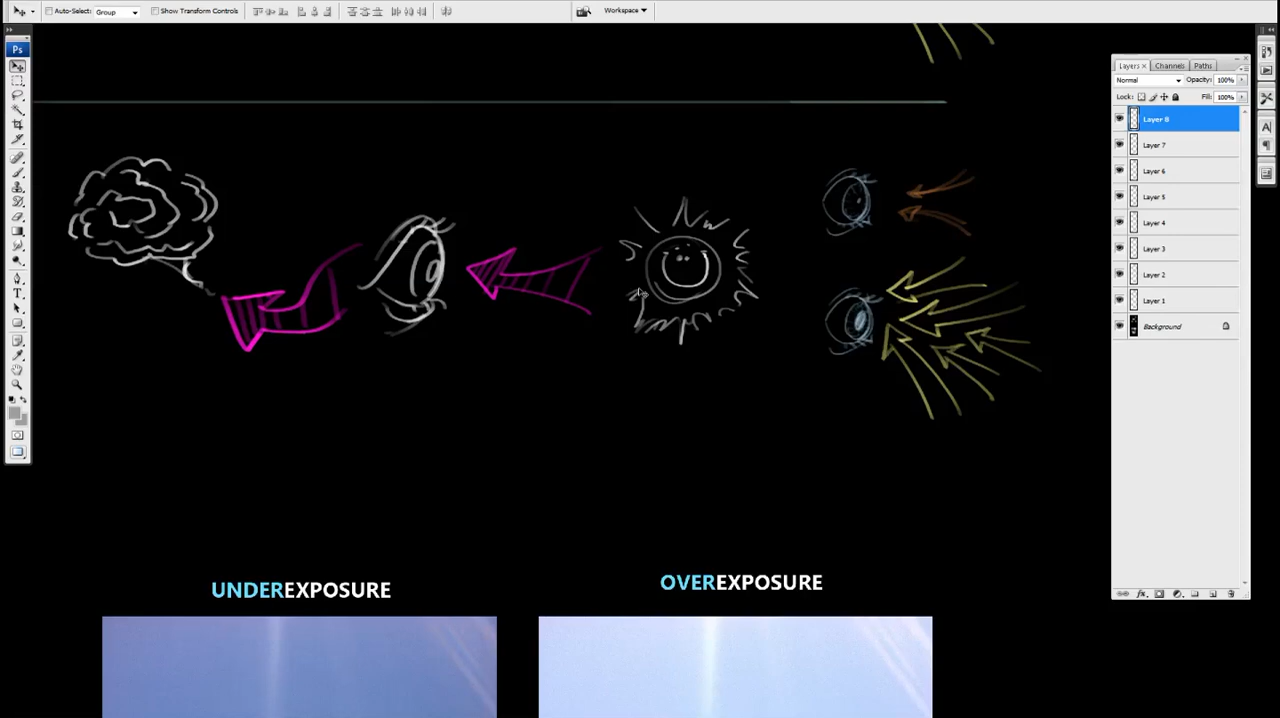 Auto-Select: Group Show Transform Controls Workspace
Ps
Layers Channels Paths
Normal Opacity: 100%
Lock: Fill: 100%
Layer 8
Layer 7
Layer 6
Layer 5
Layer 4
Layer 3
Layer 2
Layer 1
Background
UNDEREXPOSURE
OVEREXPOSURE